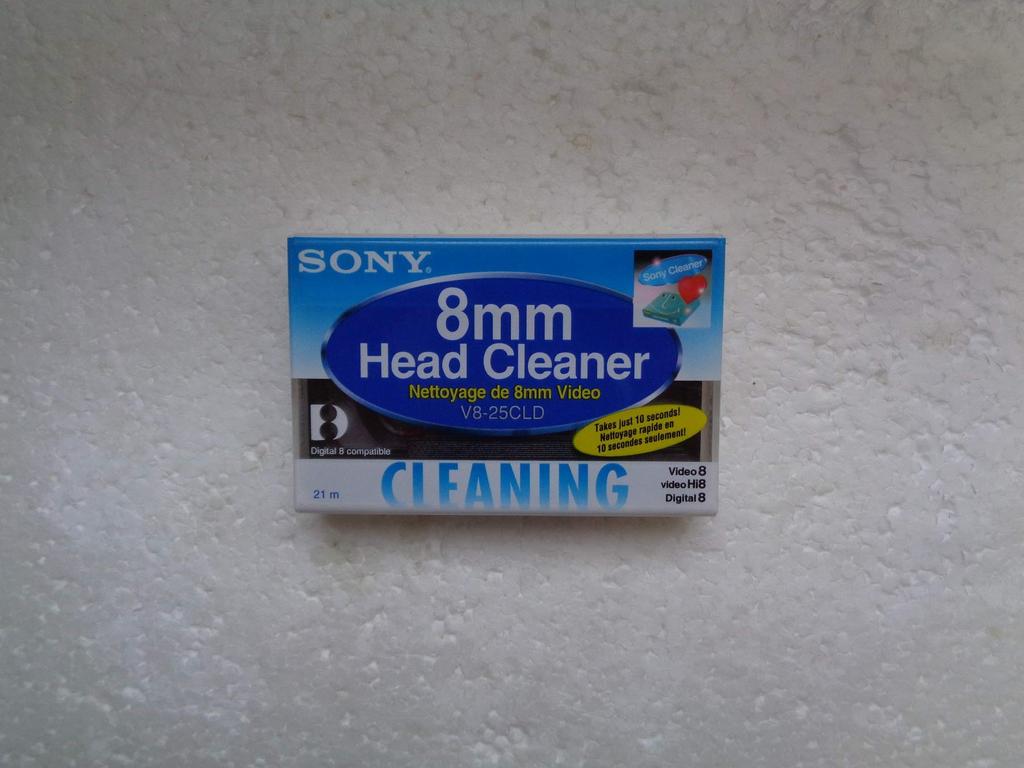 SONY®
Sony Cleaner
8mm
Head Cleaner
Nettoyage de 8mm Video
V8-25CLD
Takes just 10 seconds!
Nettoyage rapide en
10 secondes seulement!
8
Digital 8 compatible
21 m
CLEANING
Video 8
video Hi8
Digital 8